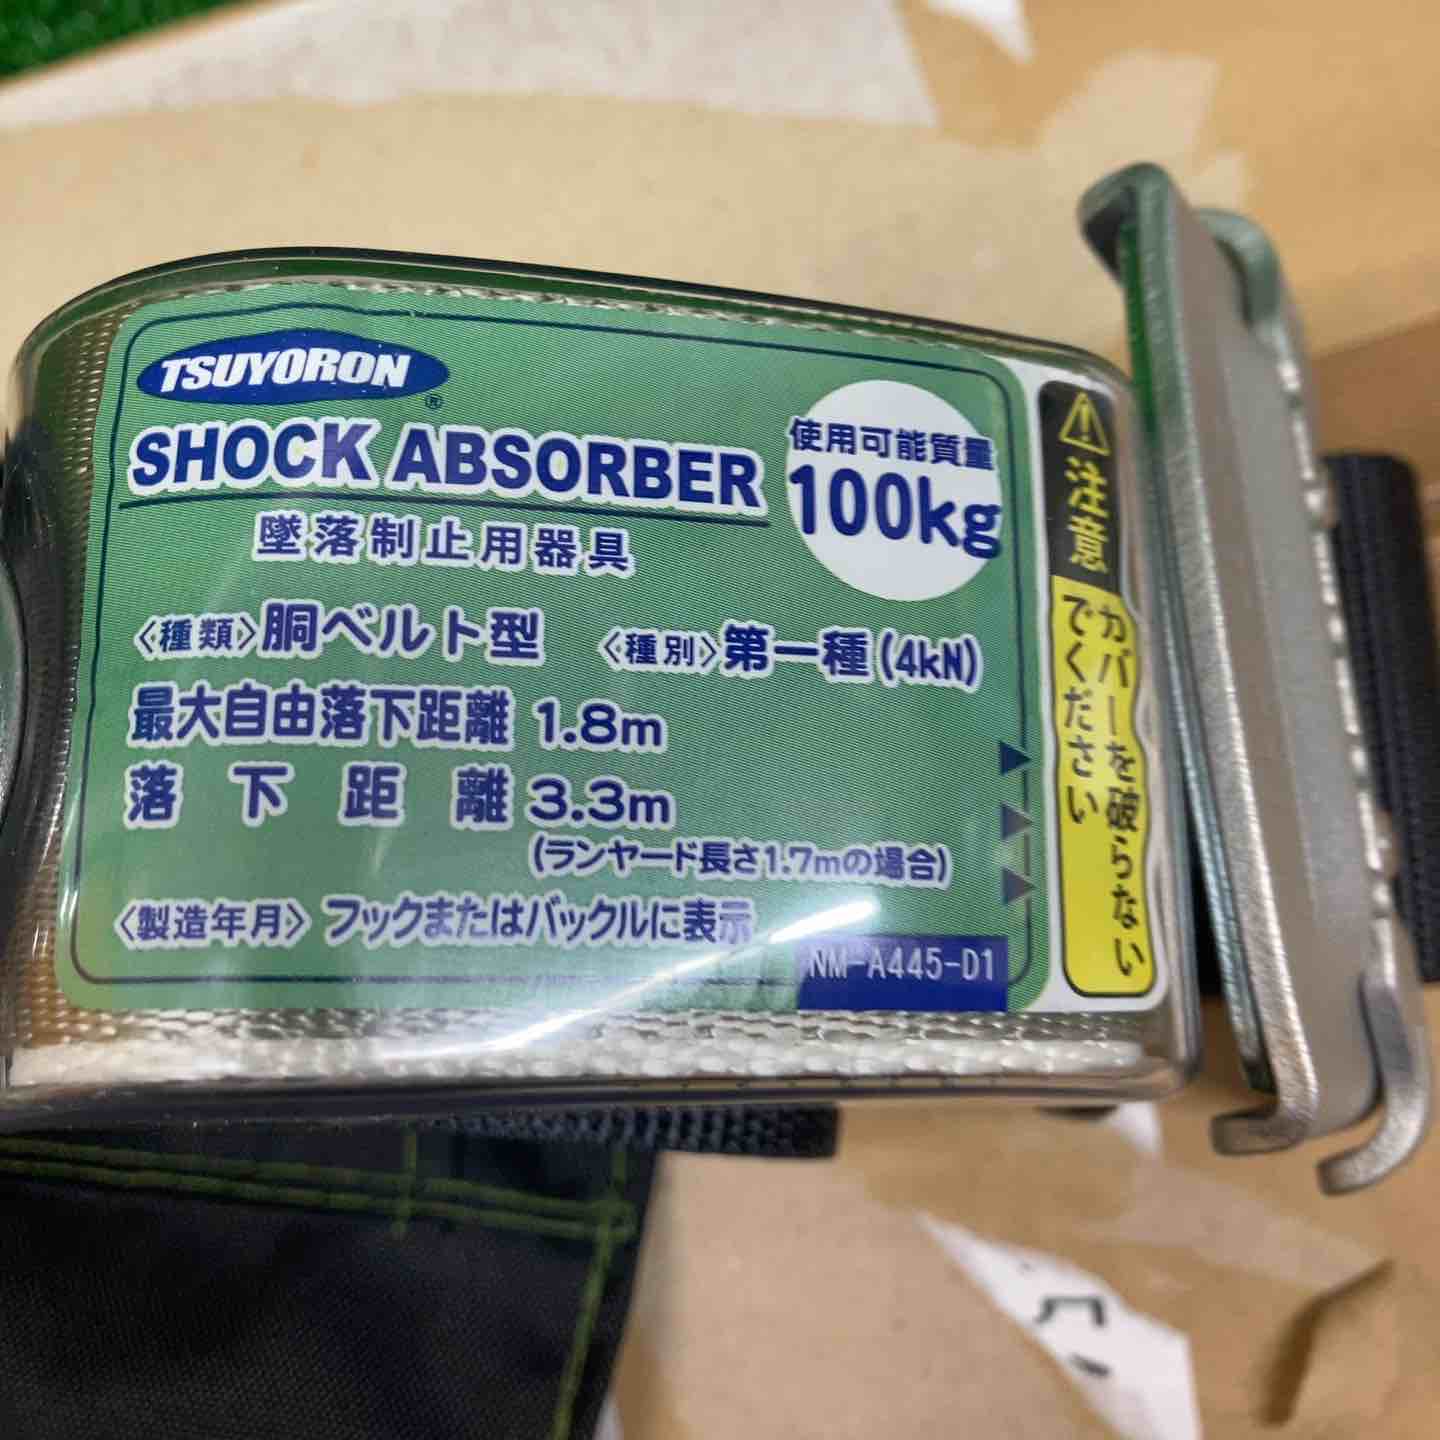 TSUYORON®
SHOCK ABSORBER
使用可能質量
100kg
墜落制止用器具
〈種類〉胴ベルト型 〈種別〉第一種(4kN)
最大自由落下距離 1.8m
落下距離 3.3m
(ランヤード長さ1.7mの場合)
〈製造年月〉フックまたはバックルに表示
NM-A445-D1
注意
カバーを破らない
でください